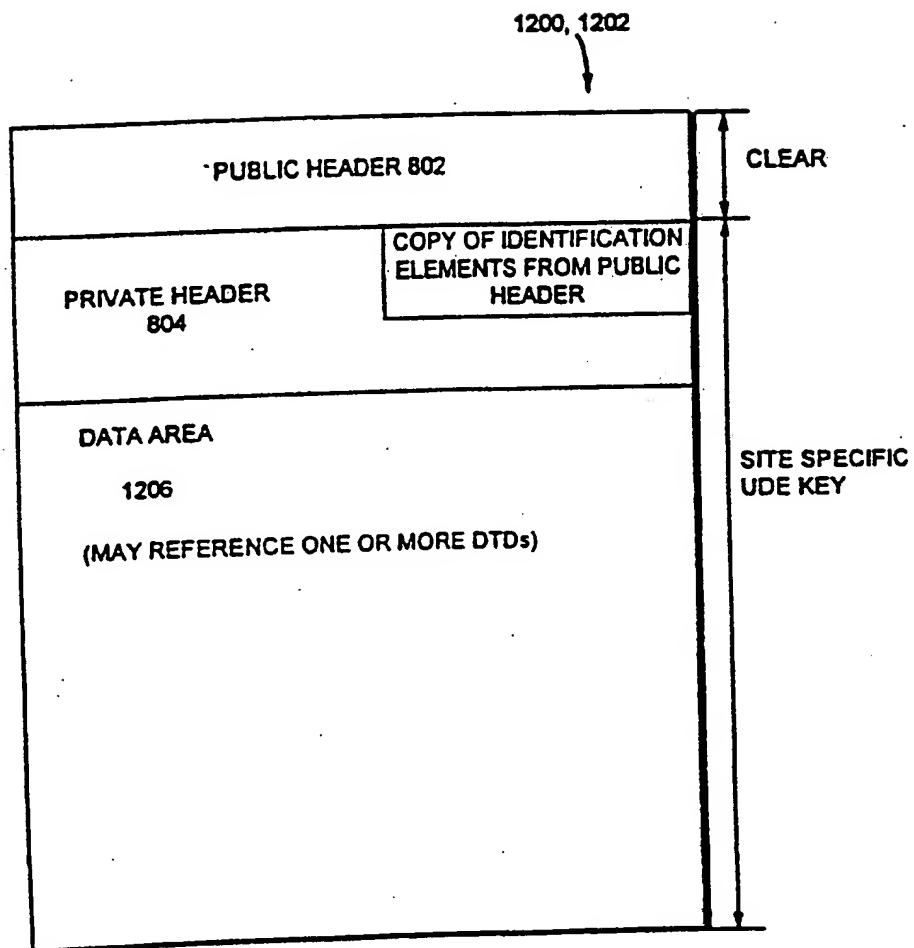 1200, 1202
PUBLIC HEADER 802
CLEAR
COPY OF IDENTIFICATION
ELEMENTS FROM PUBLIC
HEADER
PRIVATE HEADER
804
DATA AREA
1206
(MAY REFERENCE ONE OR MORE DTDs)
SITE SPECIFIC
UDE KEY